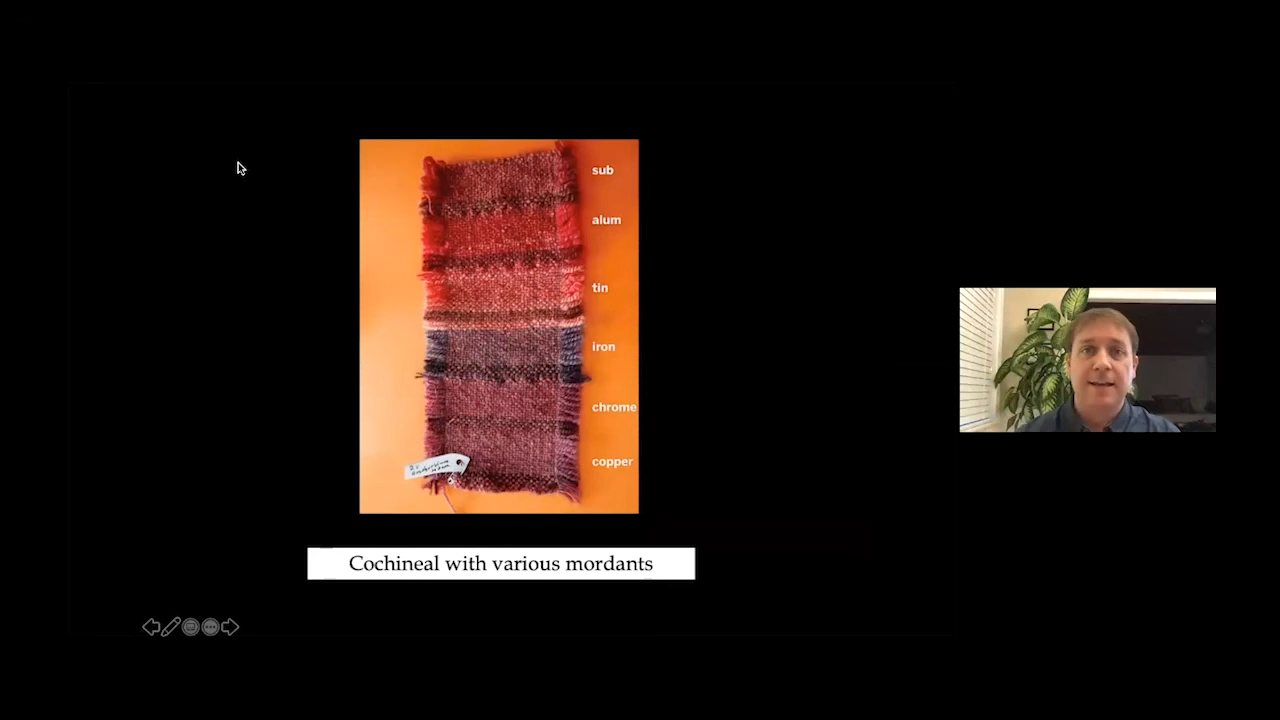 sub
alum
tin
iron
chrome
copper
Cochineal with various mordants